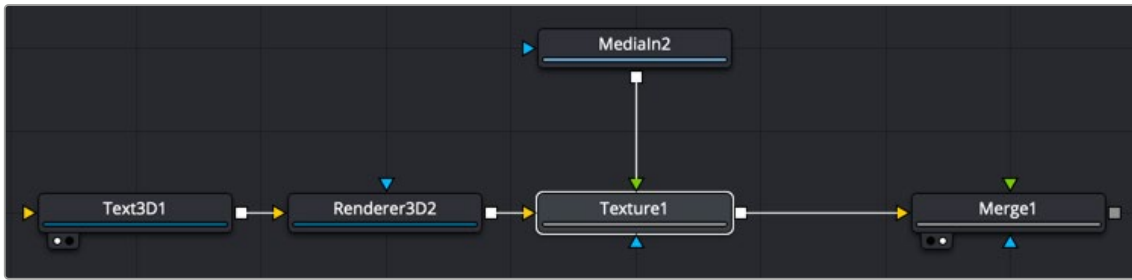 MediaIn2
Text3D1
Renderer3D2
Texture1
Merge1